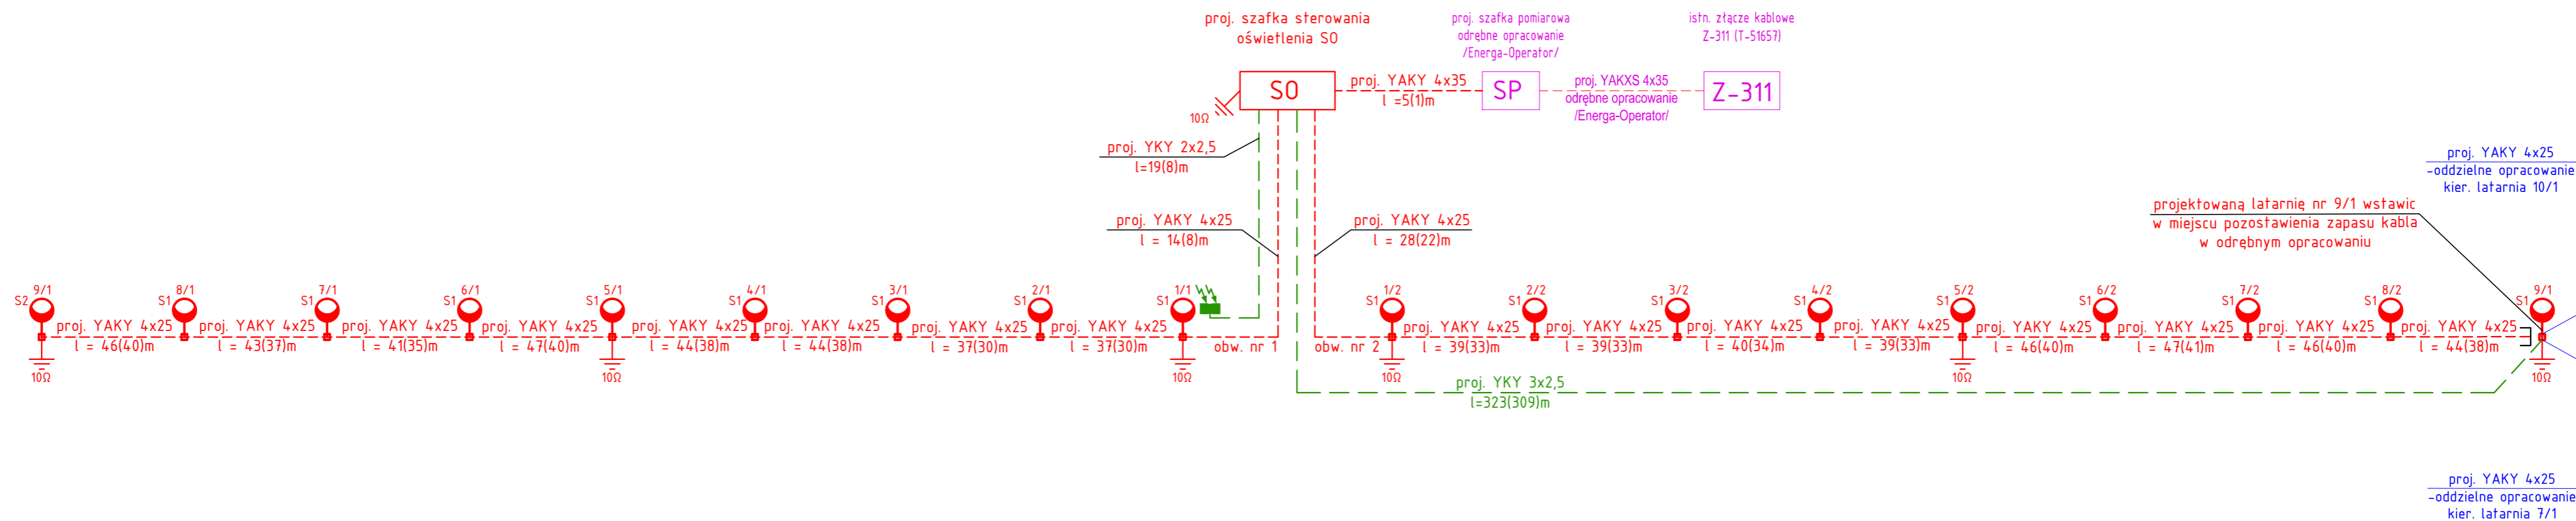 proj. szafka sterowania
oświetlenia SO
proj. szafka pomiarowa
odrębne opracowanie
/Energa-Operator/
istn. złącze kablowe
Z-311 (T-51657)
SO
proj. YAKY 4x35
l =5(1)m
SP
proj. YAKXS 4x35
odrębne opracowanie
/Energa-Operator/
Z-311
10Ω
proj. YKY 2x2,5
l=19(8)m
proj. YAKY 4x25
-oddzielne opracowanie
kier. latarnia 10/1
projektowaną latarnię nr 9/1 wstawic
w miejscu pozostawienia zapasu kabla
w odrębnym opracowaniu
proj. YAKY 4x25
l = 14(8)m
proj. YAKY 4x25
l = 28(22)m
S2 9/1
S1 8/1
S1 7/1
S1 6/1
S1 5/1
S1 4/1
S1 3/1
S1 2/1
S1 1/1
S1 1/2
S1 2/2
S1 3/2
S1 4/2
S1 5/2
S1 6/2
S1 7/2
S1 8/2
S1 9/1
proj. YAKY 4x25
l = 46(40)m
proj. YAKY 4x25
l = 43(37)m
proj. YAKY 4x25
l = 41(35)m
proj. YAKY 4x25
l = 47(40)m
proj. YAKY 4x25
l = 44(38)m
proj. YAKY 4x25
l = 44(38)m
proj. YAKY 4x25
l = 37(30)m
proj. YAKY 4x25
l = 37(30)m
obw. nr 1
obw. nr 2
proj. YAKY 4x25
l = 39(33)m
proj. YAKY 4x25
l = 39(33)m
proj. YAKY 4x25
l = 40(34)m
proj. YAKY 4x25
l = 39(33)m
proj. YAKY 4x25
l = 46(40)m
proj. YAKY 4x25
l = 47(41)m
proj. YAKY 4x25
l = 46(40)m
proj. YAKY 4x25
l = 44(38)m
10Ω
10Ω
10Ω
10Ω
10Ω
10Ω
proj. YKY 3x2,5
l=323(309)m
proj. YAKY 4x25
-oddzielne opracowanie
kier. latarnia 7/1